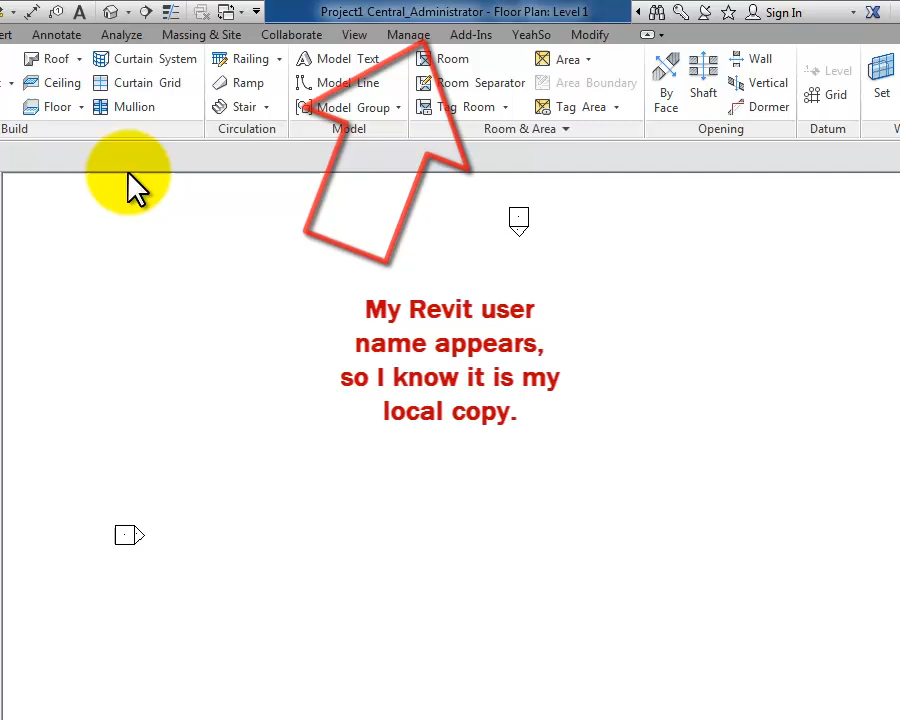 Project1 Central_Administrator - Floor Plan: Level 1
Sign In
Annotate Analyze Massing & Site Collaborate View Manage Add-Ins YeahSo Modify
Roof Curtain System Railing Model Text Room Area Wall Level
Ceiling Curtain Grid Ramp Model Line Room Separator Area Boundary Vertical Grid
Floor Mullion Stair Model Group Tag Room Tag Area Dormer
By Face Shaft Set
Build Circulation Model Room & Area Opening Datum
My Revit user
name appears,
so I know it is my
local copy.